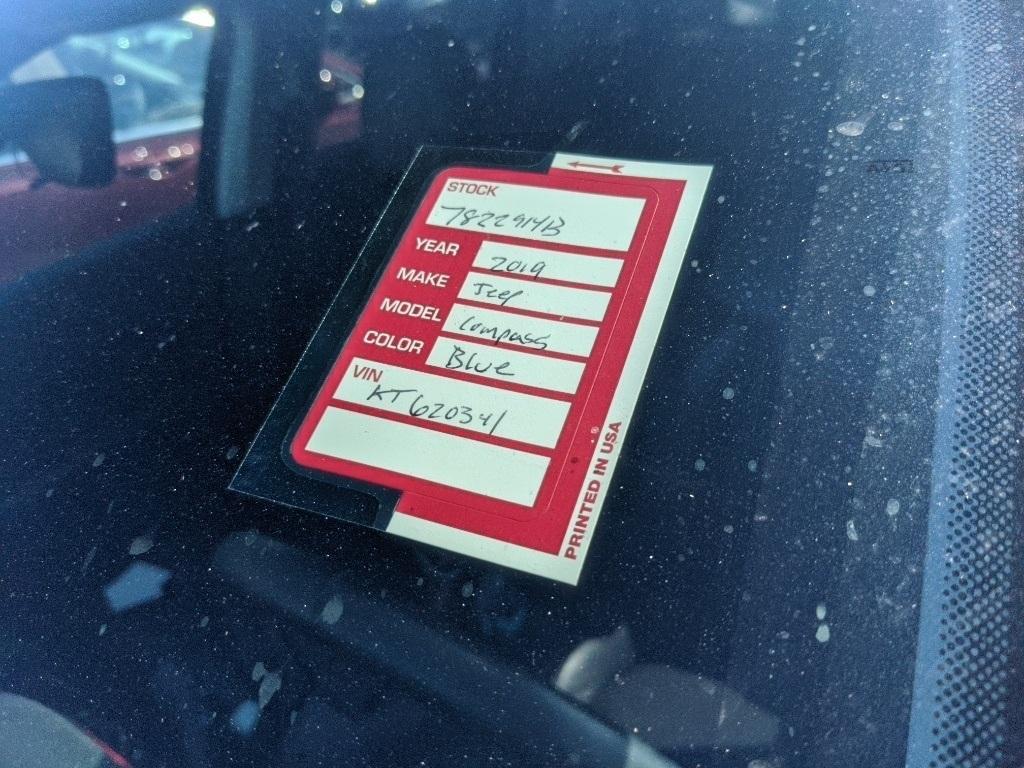 STOCK
7822914B
YEAR 2019
MAKE Jeep
MODEL Compass
COLOR Blue
VIN
KT620341
PRINTED IN USA ®